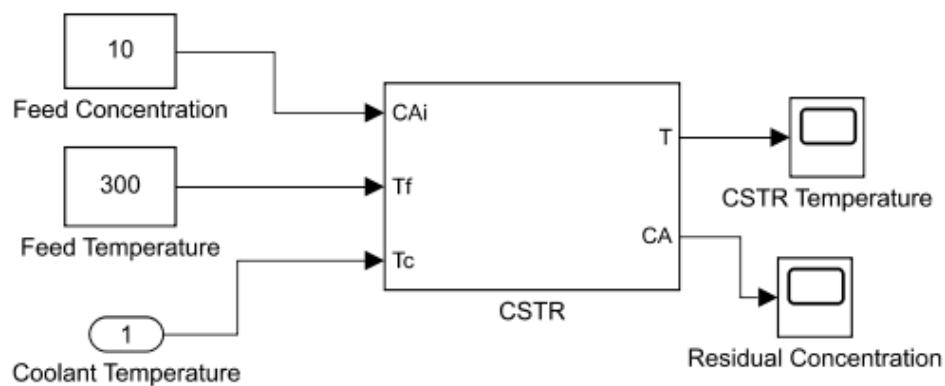 10
Feed Concentration
300
Feed Temperature
1
Coolant Temperature
CAi
Tf
Tc
T
CA
CSTR
CSTR Temperature
Residual Concentration